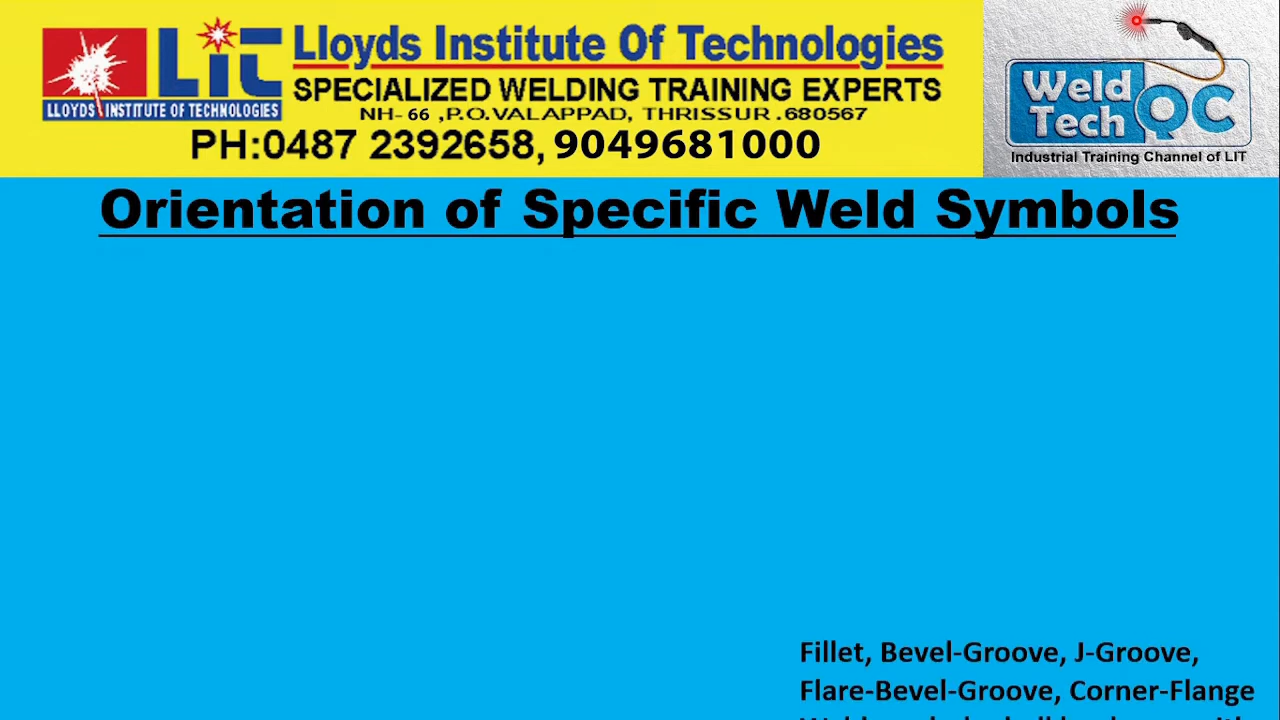 LiT
LLOYDS INSTITUTE OF TECHNOLOGIES
Lloyds Institute Of Technologies
SPECIALIZED WELDING TRAINING EXPERTS
NH- 66 ,P.O.VALAPPAD, THRISSUR .680567
PH:0487 2392658, 9049681000
Weld
Tech QC
Industrial Training Channel of LIT
Orientation of Specific Weld Symbols
Fillet, Bevel-Groove, J-Groove,
Flare-Bevel-Groove, Corner-Flange